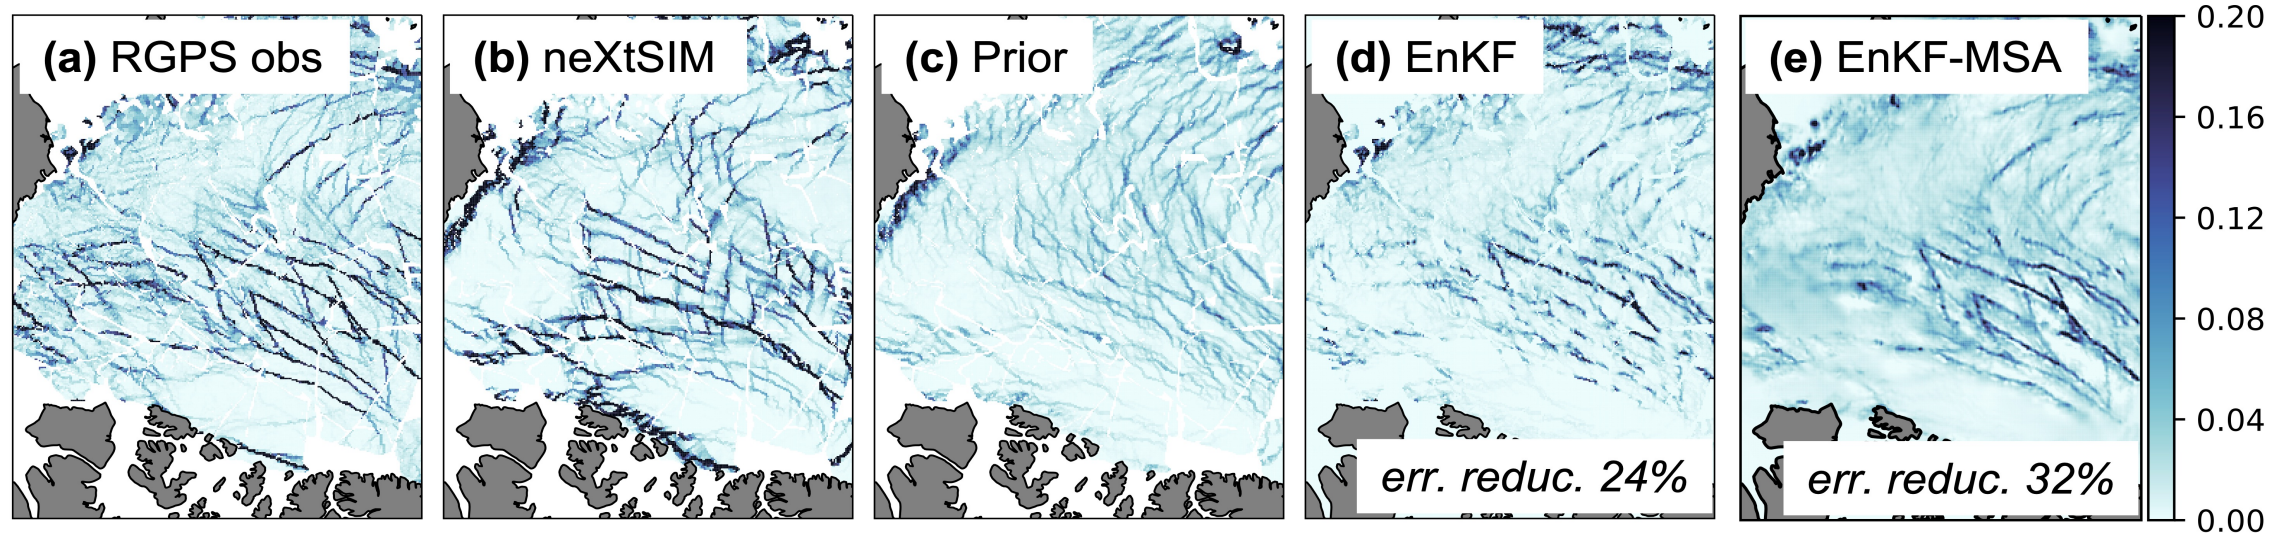 (a) RGPS obs
(b) neXtSIM
(c) Prior
(d) EnKF
(e) EnKF-MSA
err. reduc. 24%
err. reduc. 32%
0.20
0.16
0.12
0.08
0.04
0.00